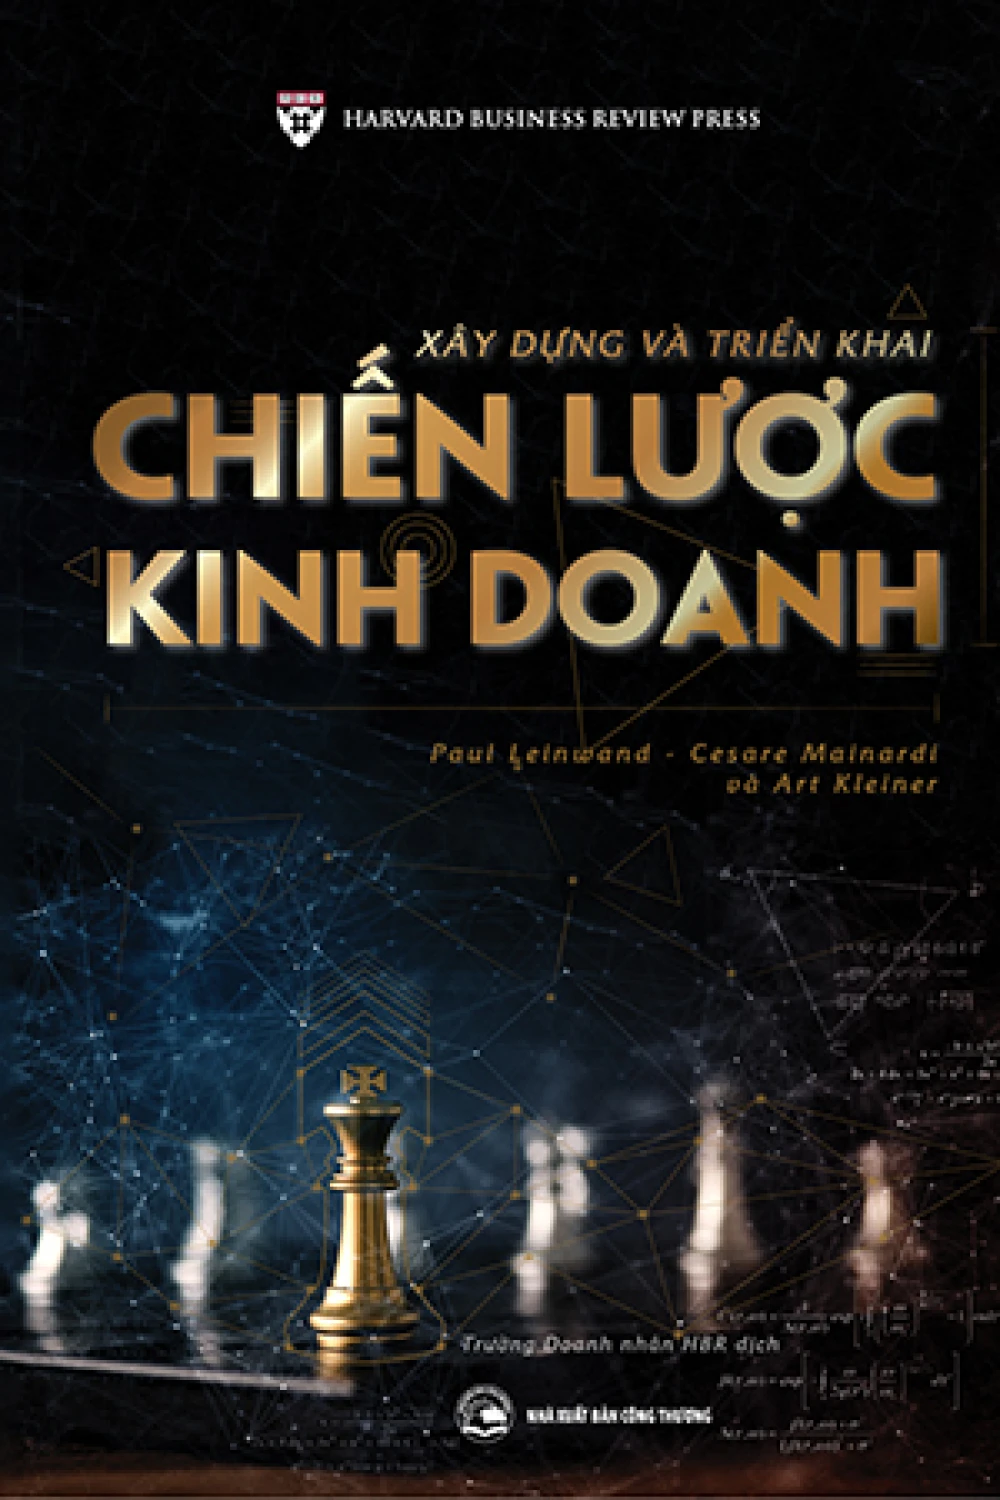 HARVARD BUSINESS REVIEW PRESS
XÂY DỰNG VÀ TRIỂN KHAI
CHIẾN LƯỢC
KINH DOANH
Paul Leinwand - Cesare Mainardi
và Art Kleiner
Trường Doanh nhân HBR dịch
NHÀ XUẤT BẢN CÔNG THƯƠNG